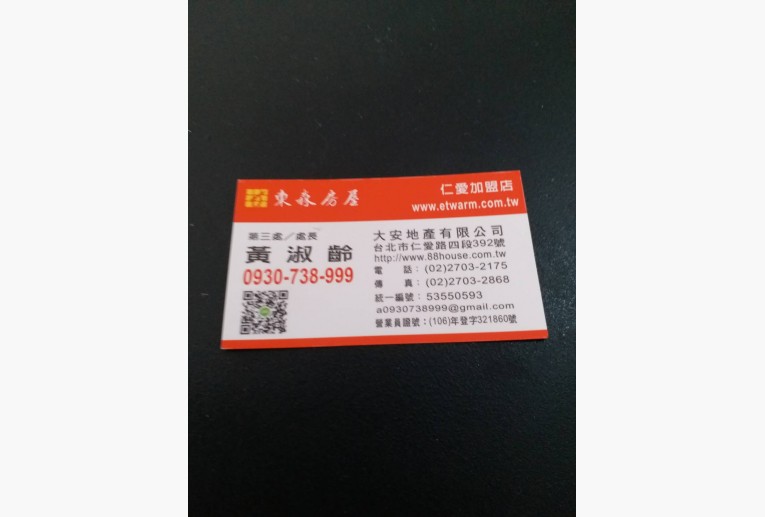 東森房屋
仁愛加盟店
www.etwarm.com.tw
第三處／處長
黃淑齡
0930-738-999
大安地產有限公司
台北市仁愛路四段392號
http://www.88house.com.tw
電 話：(02)2703-2175
傳 真：(02)2703-2868
統一編號：53550593
a0930738999@gmail.com
營業員證號：(106)年登字321860號